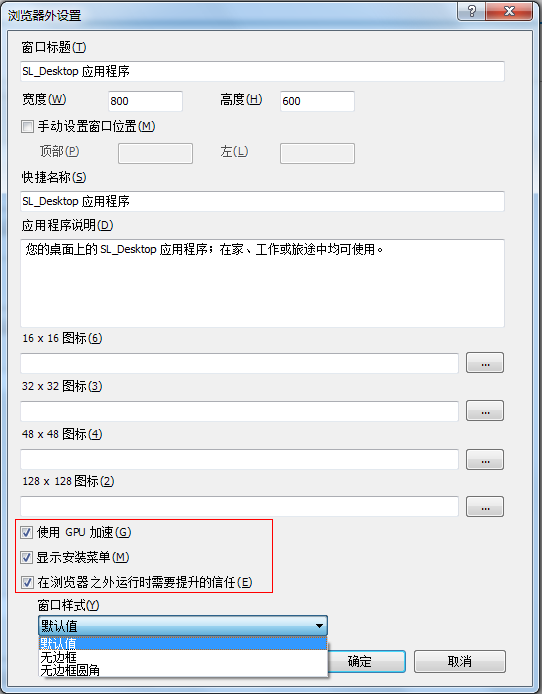 浏览器外设置
窗口标题(T)
SL_Desktop 应用程序
宽度(W) 800 高度(H) 600
手动设置窗口位置(M)
顶部(P) 左(L)
快捷名称(S)
SL_Desktop 应用程序
应用程序说明(D)
您的桌面上的 SL_Desktop 应用程序；在家、工作或旅途中均可使用。
16 x 16 图标(6)
...
32 x 32 图标(3)
...
48 x 48 图标(4)
...
128 x 128 图标(2)
...
使用 GPU 加速(G)
显示安装菜单(M)
在浏览器之外运行时需要提升的信任(E)
窗口样式(Y)
默认值
默认值
无边框
无边框圆角
确定 取消